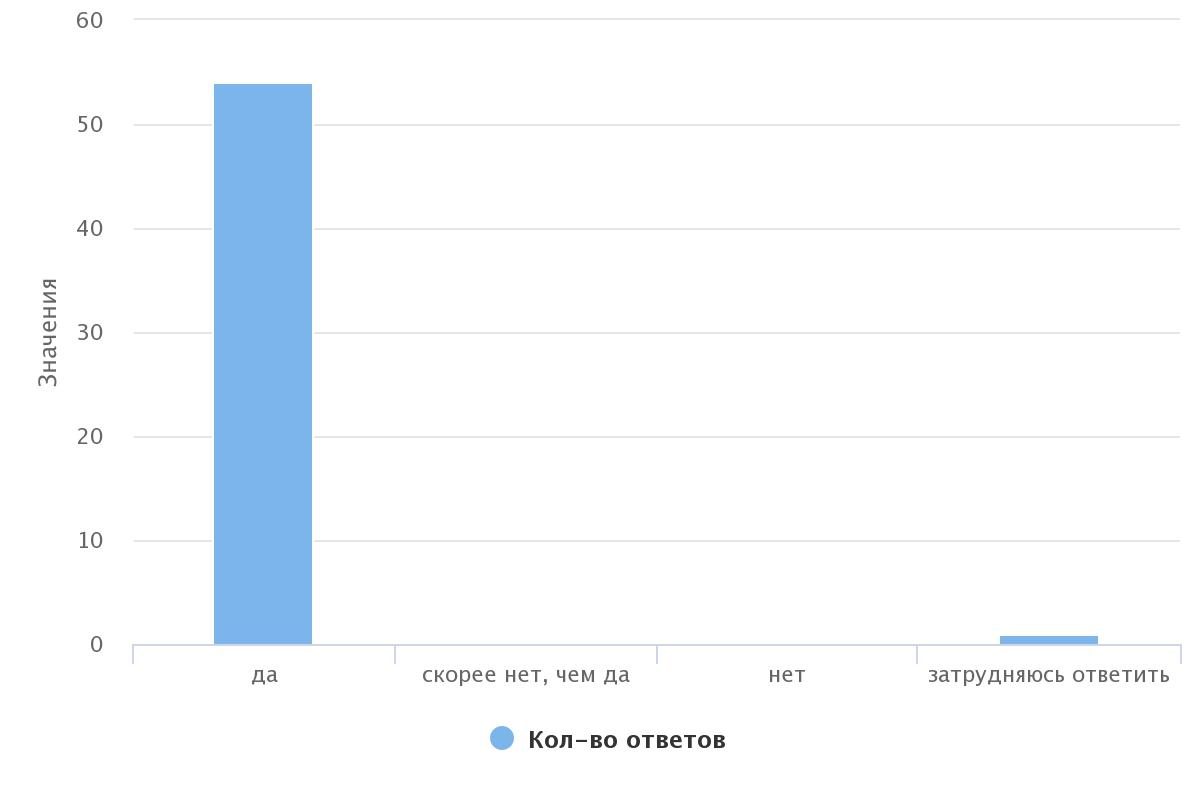 60
50
40
30
20
10
0
Значения
да
скорее нет, чем да
нет
затрудняюсь ответить
Кол-во ответов